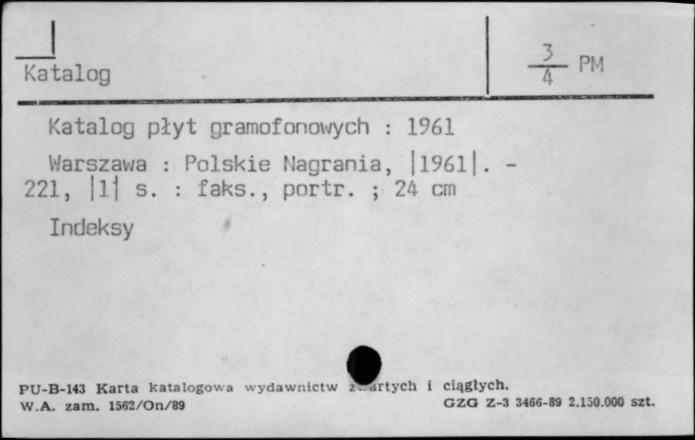 Katalog
3/4 PM
Katalog płyt gramofonowych : 1961
Warszawa : Polskie Nagrania, |1961|. -
221, |1| s. : faks., portr. ; 24 cm
Indeksy
PU-B-143 Karta katalogowa wydawnictw zwartych i ciągłych.
W.A. zam. 1562/On/89 GZG Z-3 3466-89 2.150.000 szt.